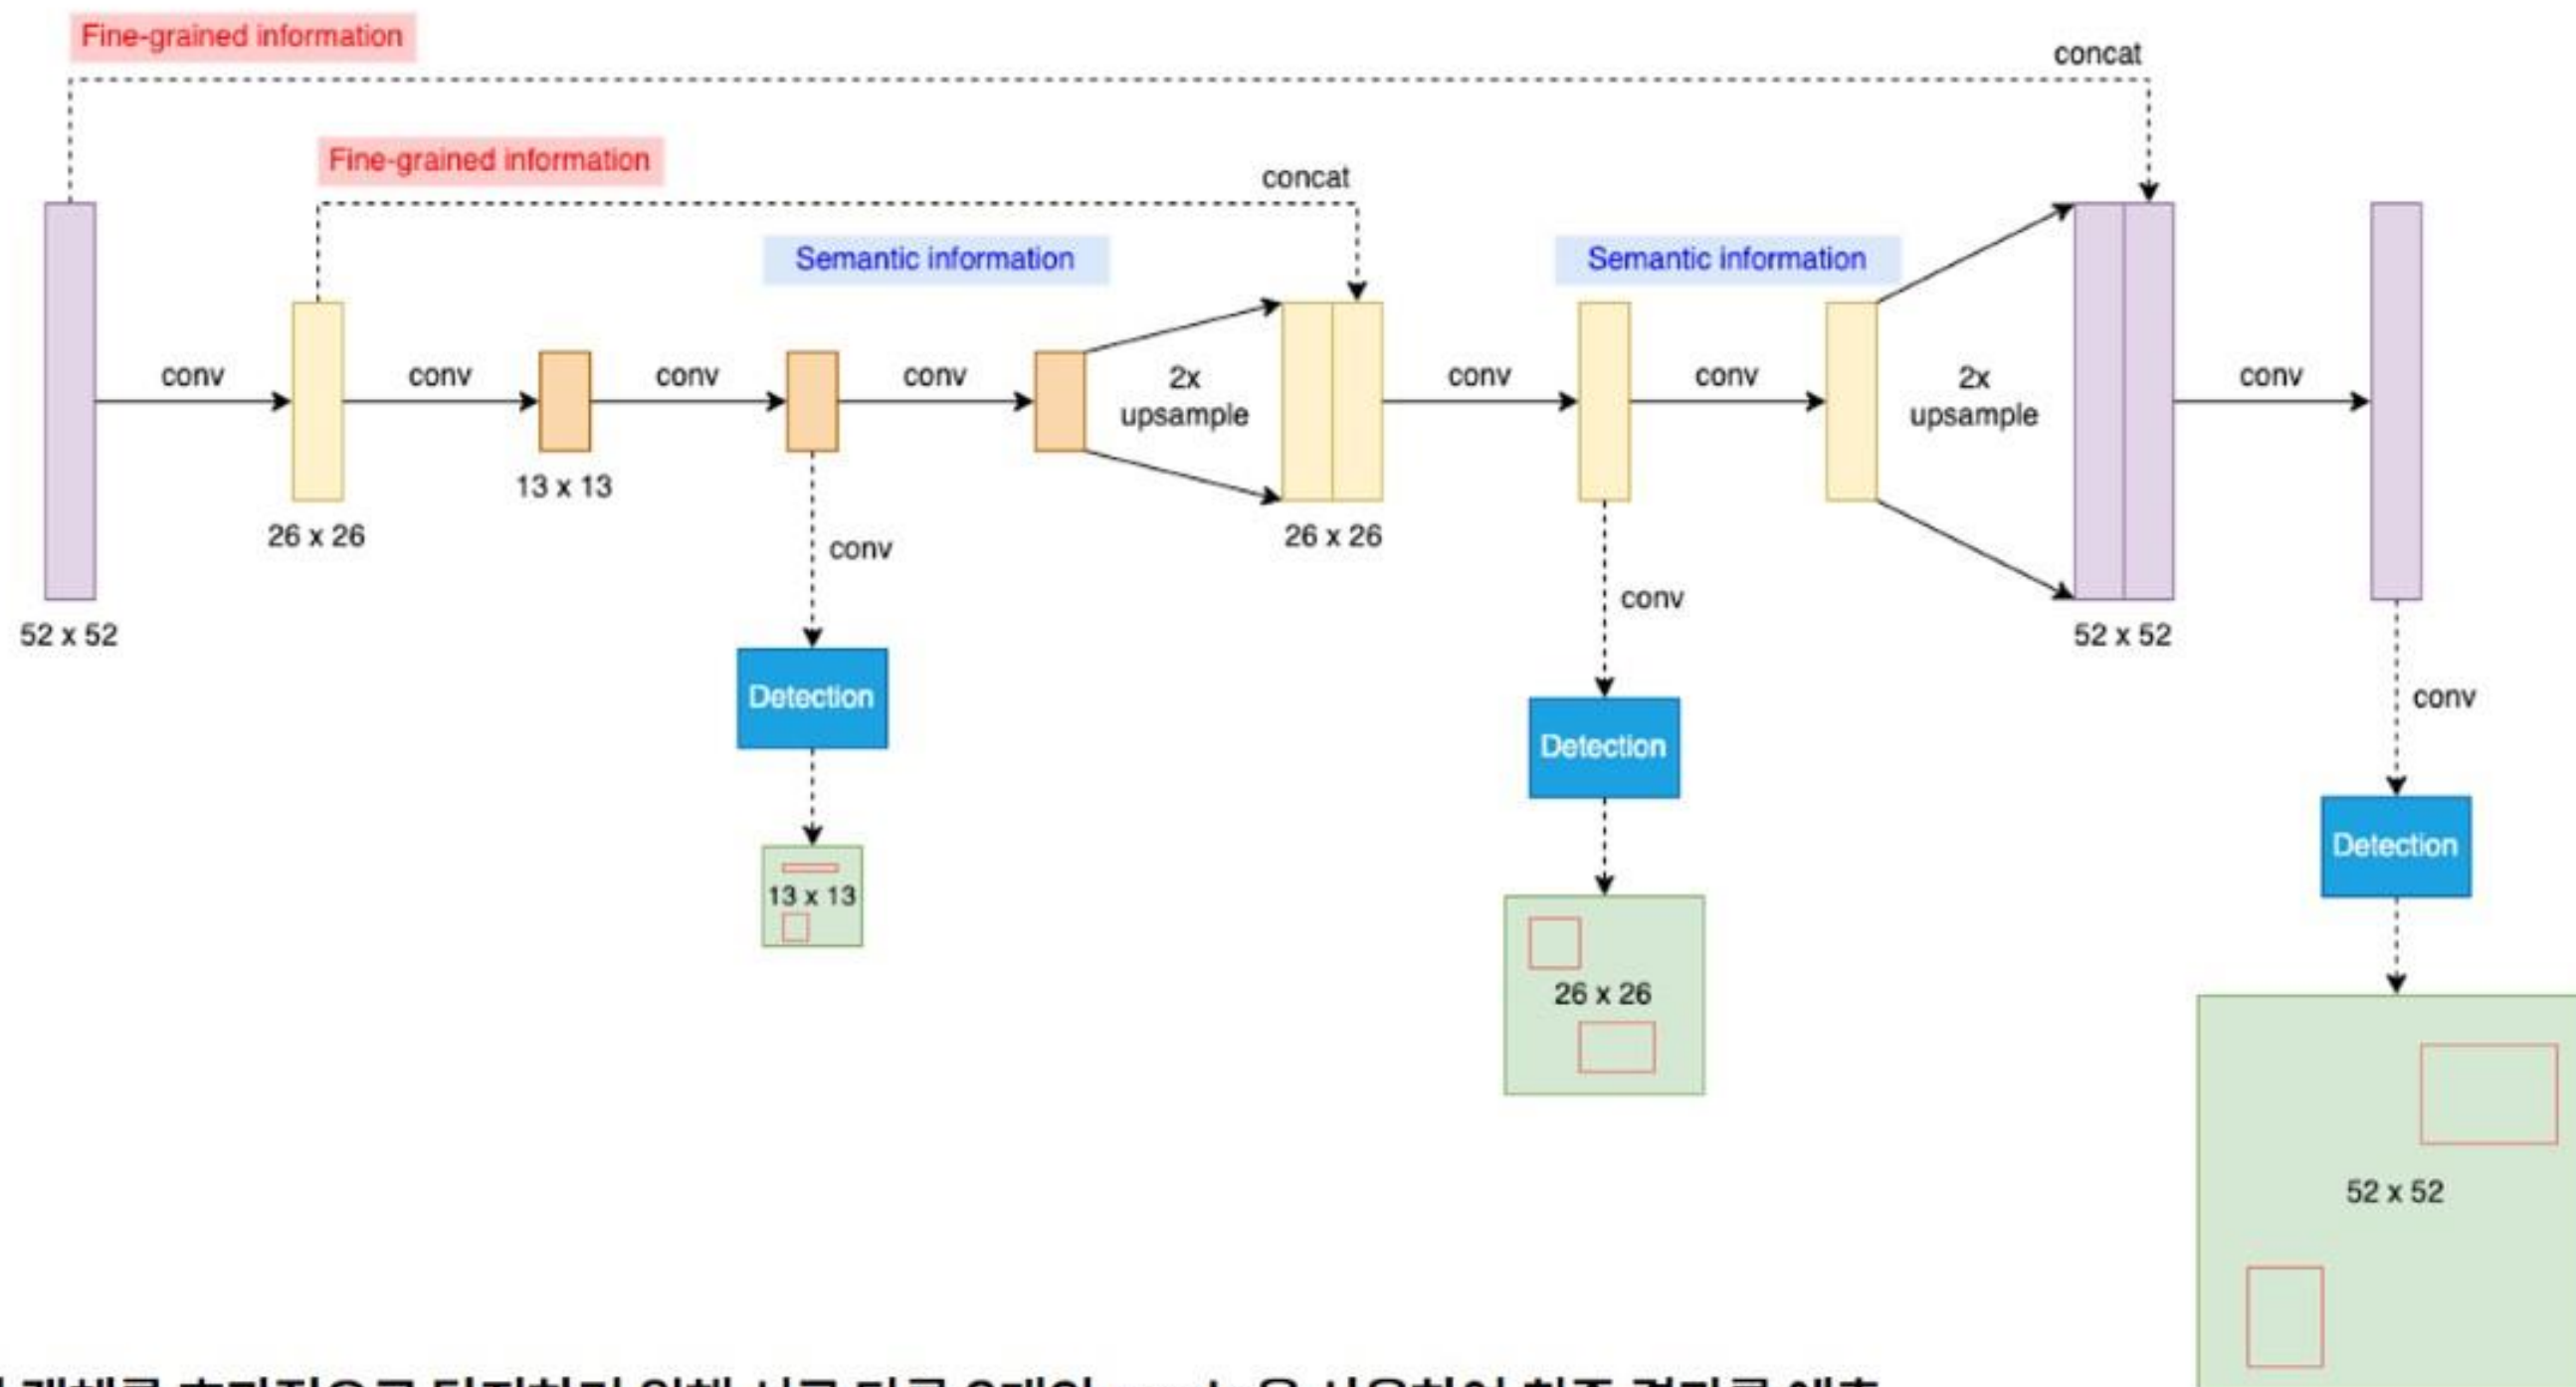 Fine-grained information
concat
Fine-grained information
concat
Semantic information
Semantic information
conv
conv
conv
conv
2x
upsample
conv
conv
2x
upsample
conv
13 x 13
26 x 26
26 x 26
52 x 52
52 x 52
conv
conv
conv
Detection
Detection
Detection
13 x 13
26 x 26
52 x 52